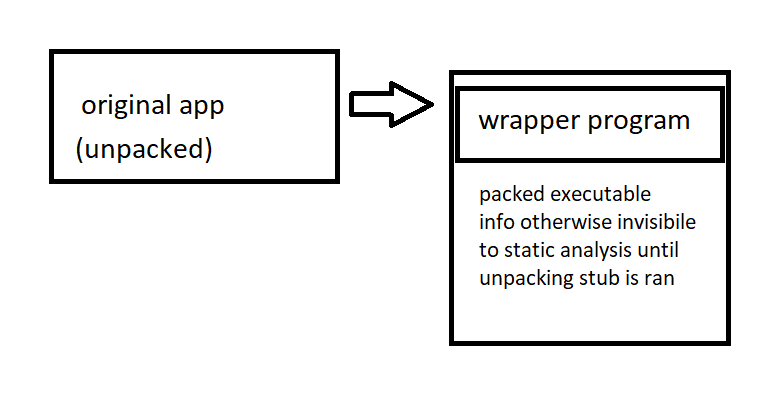 original app
(unpacked)
wrapper program
packed executable
info otherwise invisibile
to static analysis until
unpacking stub is ran